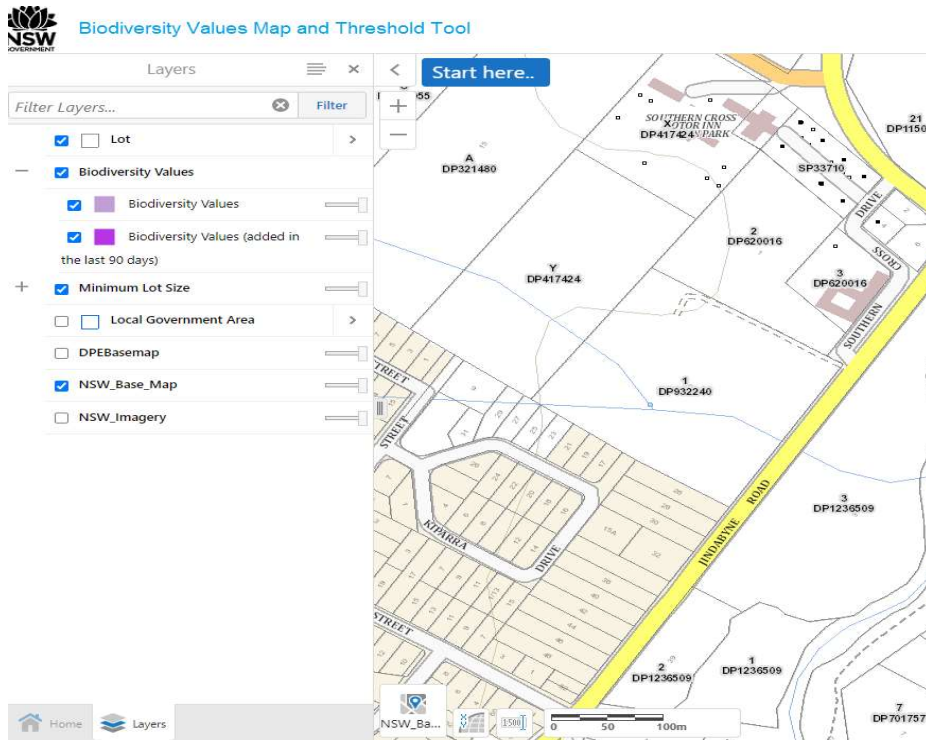 NSW
GOVERNMENT
Biodiversity Values Map and Threshold Tool
Layers
Filter Layers...
Filter
Lot
Biodiversity Values
Biodiversity Values
Biodiversity Values (added in
the last 90 days)
Minimum Lot Size
Local Government Area
DPEBasemap
NSW_Base_Map
NSW_Imagery
Home
Layers
Start here..
A
DP321480
SOUTHERN CROSS
MOTOR INN
X
DP417424
PARK
SP33710
21
DP1150
2
DP620016
3
DP620016
DRIVE
CROSS
SOUTHERN
Y
DP417424
1
DP932240
STREET
STREET
KIPARRA
DRIVE
STREET
JINDABYNE ROAD
3
DP1236509
2
DP1236509
1
DP1236509
7
DP701757
NSW_Ba...
1500
0 50 100m